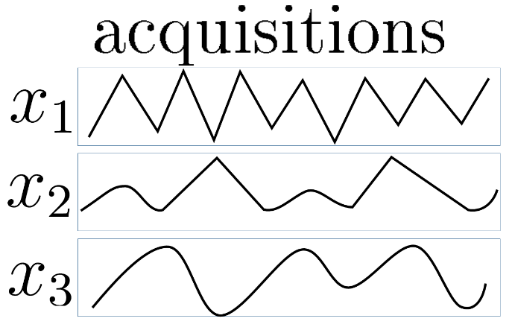 acquisitions
x₁
x₂
x₃